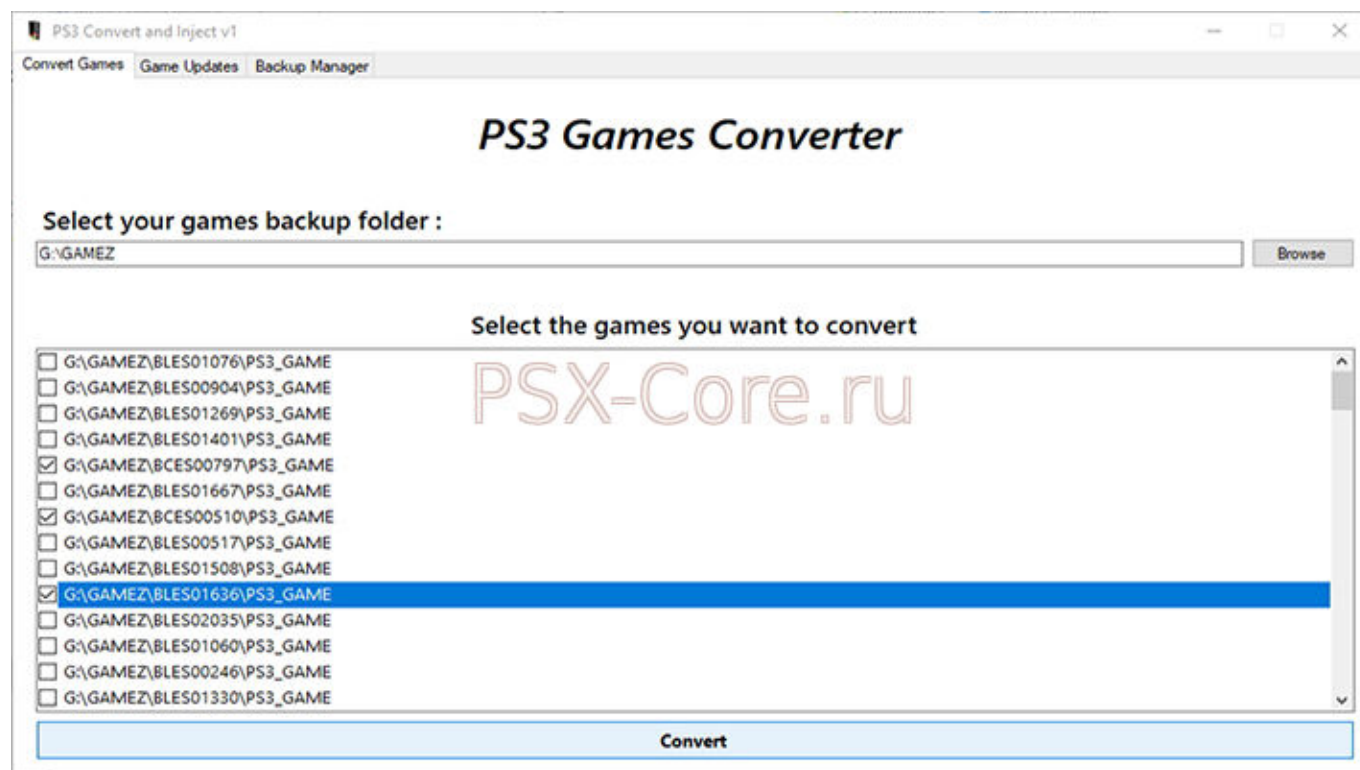 PS3 Convert and Inject v1
Convert Games Game Updates Backup Manager
PS3 Games Converter
Select your games backup folder :
G:\GAMEZ Browse
Select the games you want to convert
G:\GAMEZ\BLES01076\PS3_GAME
PSX-Core.ru
G:\GAMEZ\BLES00904\PS3_GAME
G:\GAMEZ\BLES01269\PS3_GAME
G:\GAMEZ\BLES01401\PS3_GAME
G:\GAMEZ\BCES00797\PS3_GAME
G:\GAMEZ\BLES01667\PS3_GAME
G:\GAMEZ\BCES00510\PS3_GAME
G:\GAMEZ\BLES00517\PS3_GAME
G:\GAMEZ\BLES01508\PS3_GAME
G:\GAMEZ\BLES01636\PS3_GAME
G:\GAMEZ\BLES02035\PS3_GAME
G:\GAMEZ\BLES01060\PS3_GAME
G:\GAMEZ\BLES00246\PS3_GAME
G:\GAMEZ\BLES01330\PS3_GAME
Convert